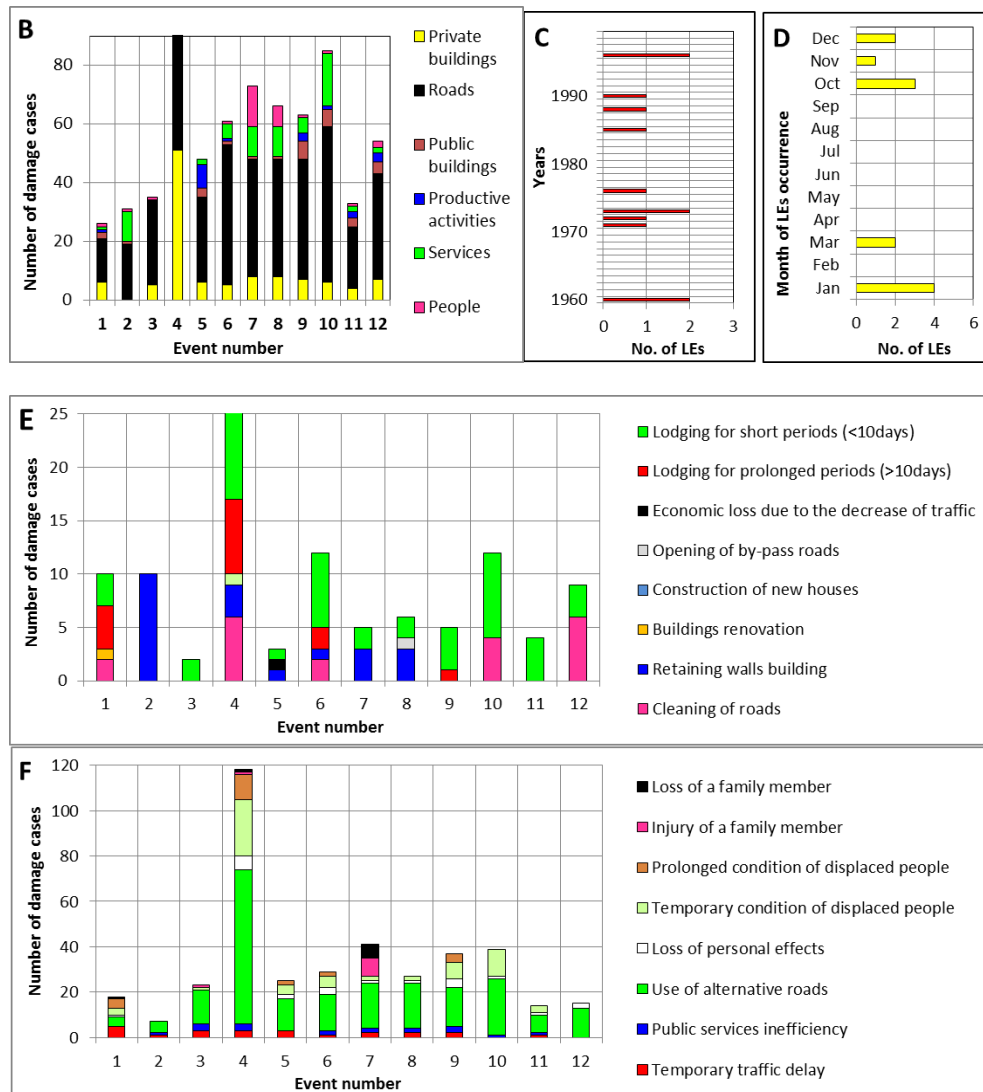 B
Number of damage cases
80
60
40
20
0
1 2 3 4 5 6 7 8 9 10 11 12
Event number
Private
buildings
Roads
Public
buildings
Productive
activities
Services
People
C
Years
1990
1980
1970
1960
0 1 2 3
No. of LEs
D
Month of LEs occurrence
Dec
Nov
Oct
Sep
Aug
Jul
Jun
May
Apr
Mar
Feb
Jan
0 2 4 6
No. of LEs
E
Number of damage cases
25
20
15
10
5
0
1 2 3 4 5 6 7 8 9 10 11 12
Event number
Lodging for short periods (<10days)
Lodging for prolonged periods (>10days)
Economic loss due to the decrease of traffic
Opening of by-pass roads
Construction of new houses
Buildings renovation
Retaining walls building
Cleaning of roads
F
Number of damage cases
120
100
80
60
40
20
0
1 2 3 4 5 6 7 8 9 10 11 12
Event number
Loss of a family member
Injury of a family member
Prolonged condition of displaced people
Temporary condition of displaced people
Loss of personal effects
Use of alternative roads
Public services inefficiency
Temporary traffic delay